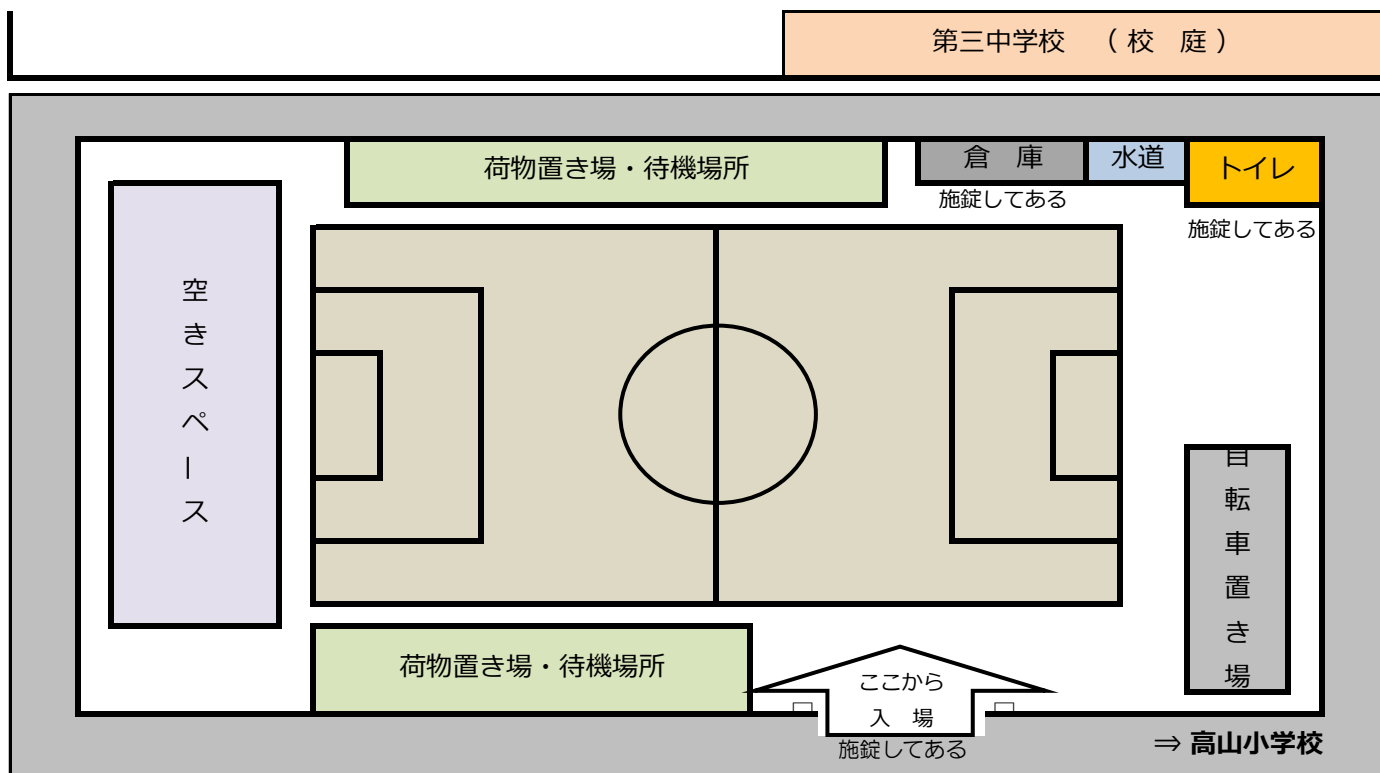 第三中学校　（ 校　庭 ）
荷物置き場・待機場所
倉　庫
水道
トイレ
施錠してある
施錠してある
空きスペース
自転車置き場
荷物置き場・待機場所
ここから
入　場
施錠してある
⇒ 高山小学校